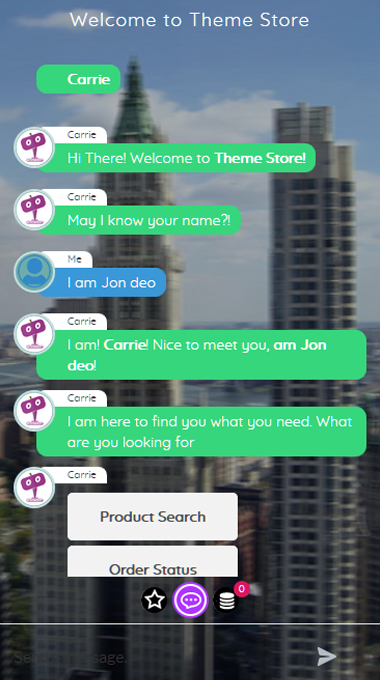 Welcome to Theme Store
Carrie
Carrie
Hi There! Welcome to Theme Store!
Carrie
May I know your name?!
Me
I am Jon deo
Carrie
I am! Carrie! Nice to meet you, am Jon
deo!
Carrie
I am here to find you what you need. What
are you looking for
Carrie
Product Search
Order Status
0